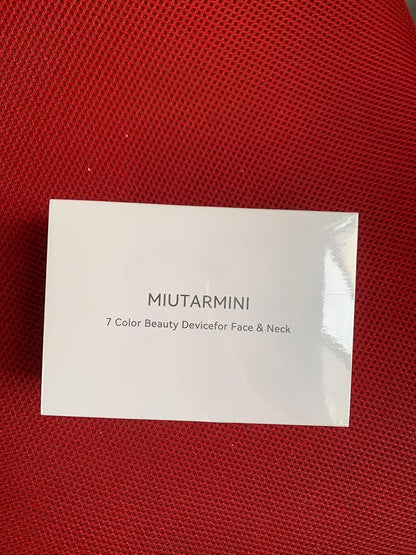 MIUTARMINI
7 Color Beauty Devicefor Face & Neck